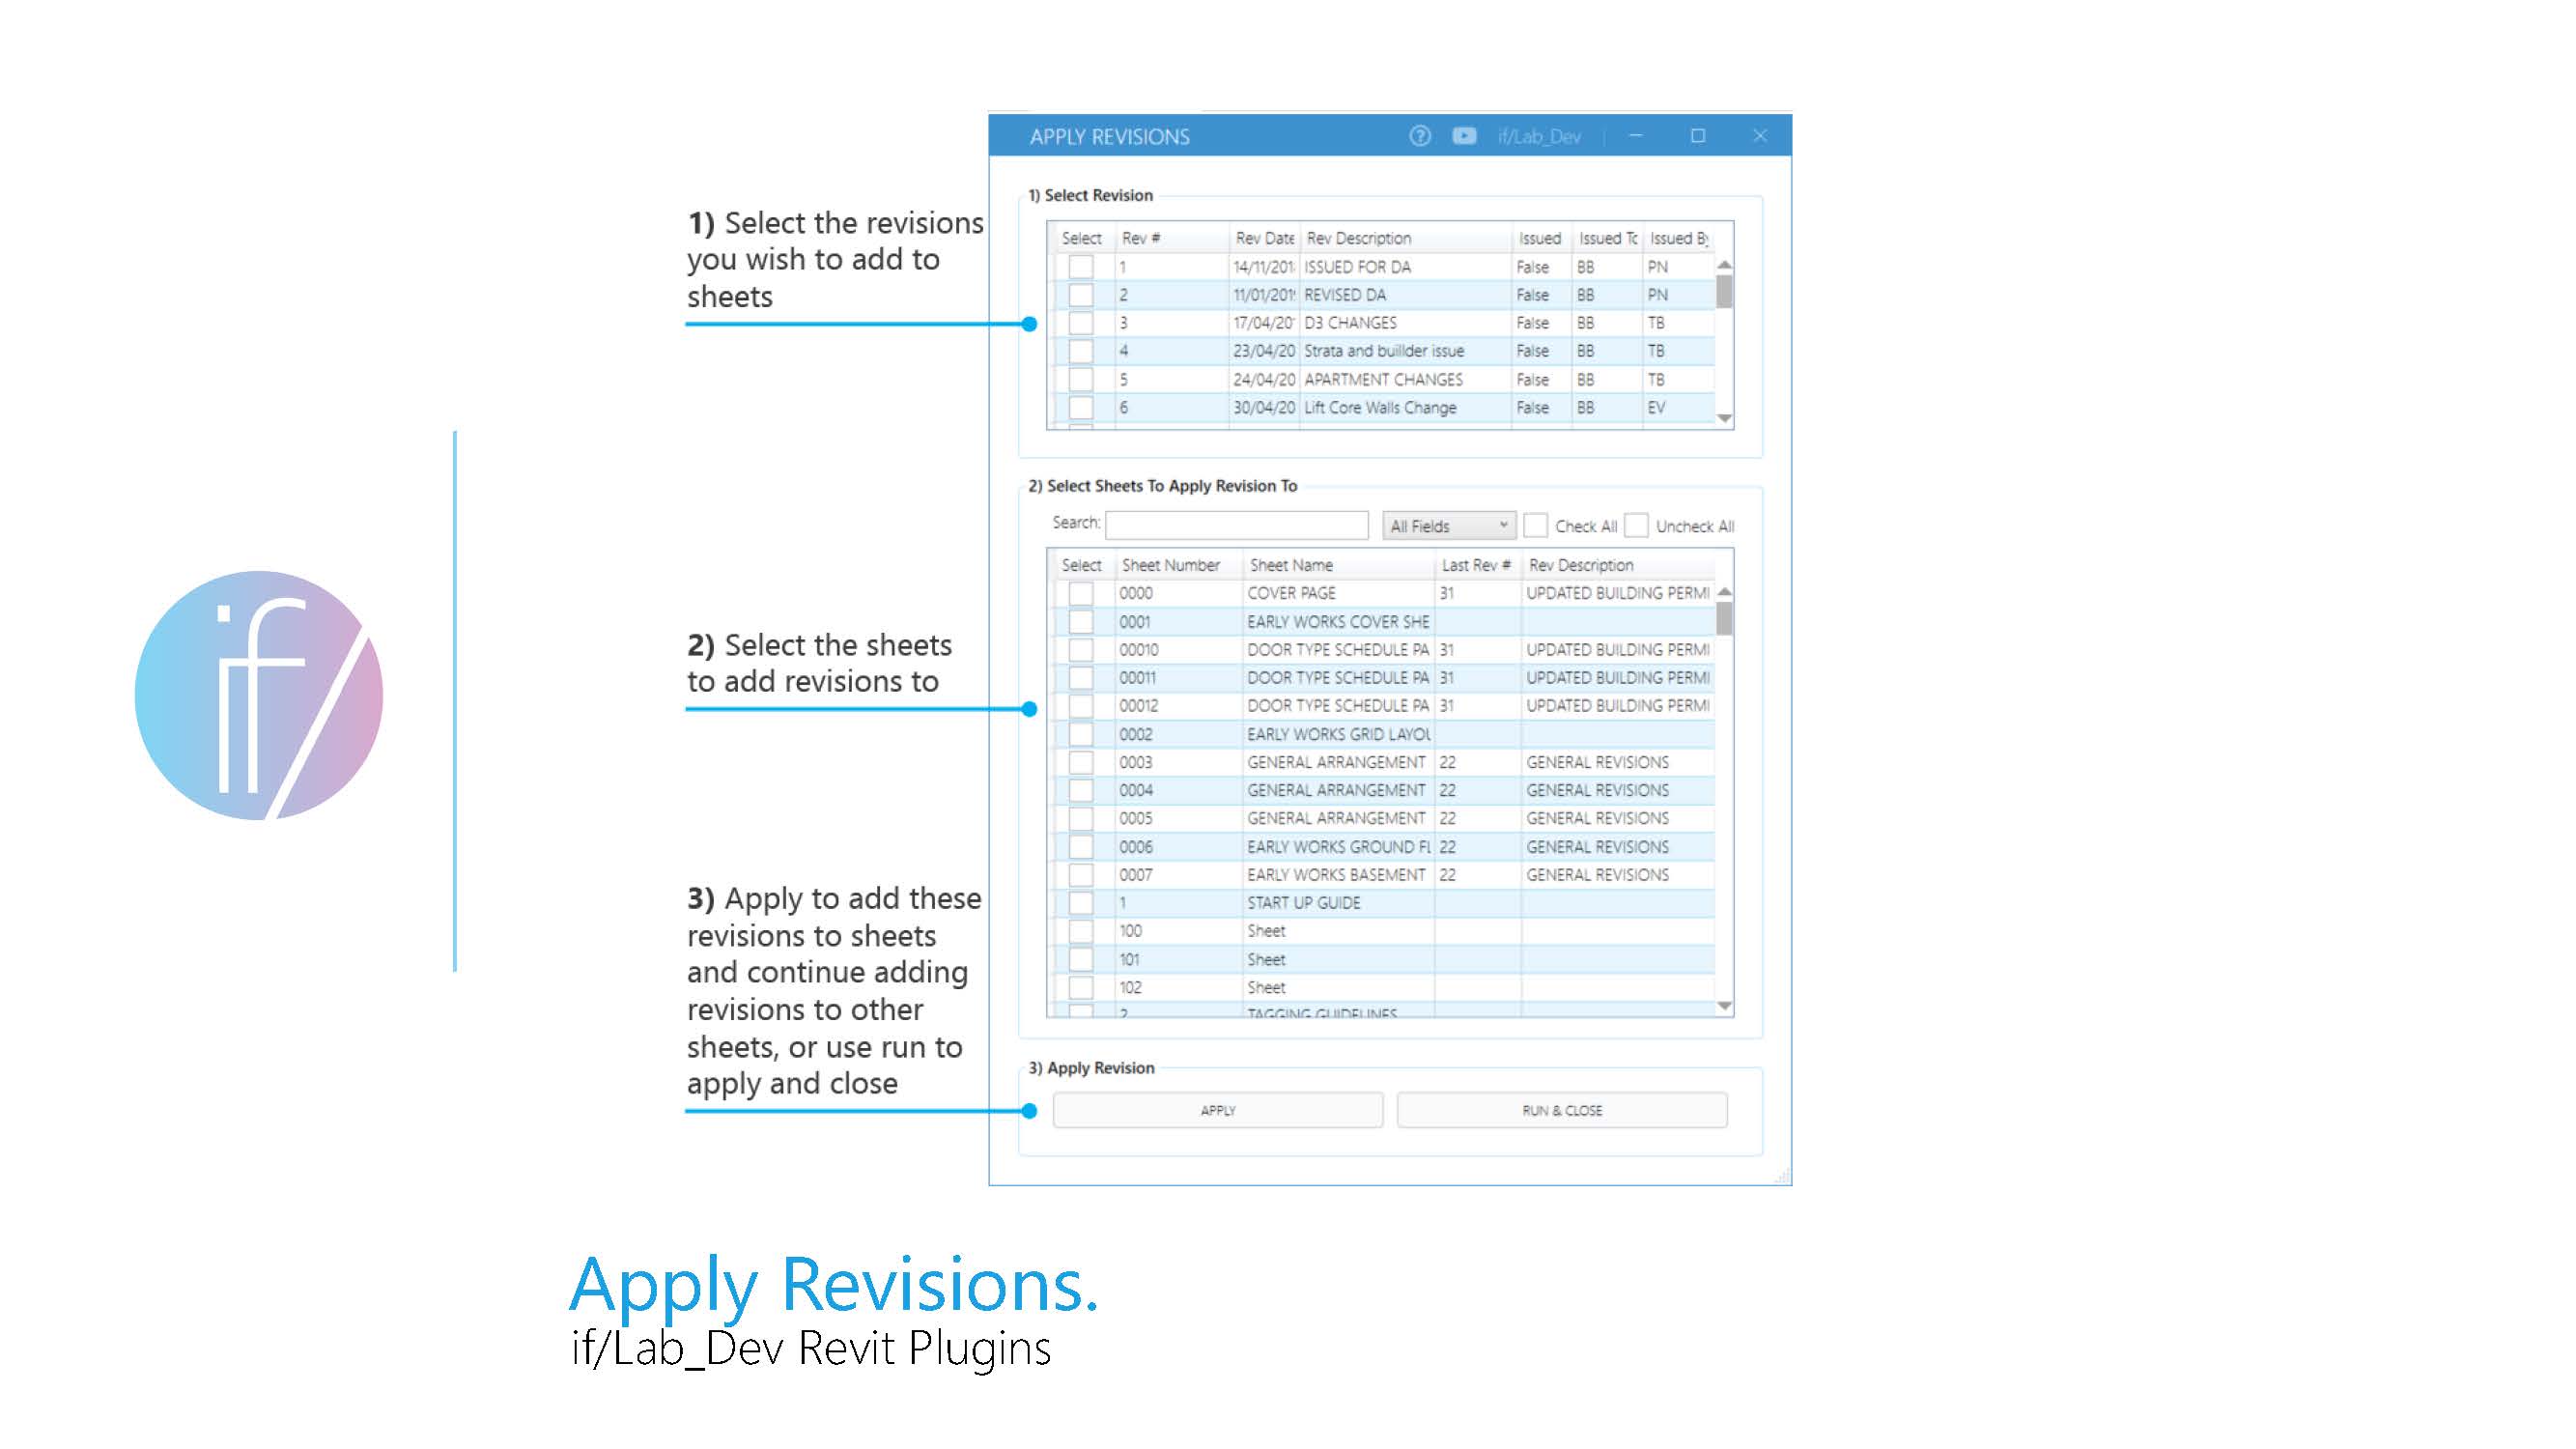 APPLY REVISIONS if/Lab_Dev
1) Select the revisions
you wish to add to
sheets
1) Select Revision
Select Rev # Rev Date Rev Description Issued Issued To Issued By
1 14/11/201 ISSUED FOR DA False BB PN
2 11/01/201 REVISED DA False BB PN
3 17/04/20 D3 CHANGES False BB TB
4 23/04/20 Strata and buillder issue False BB TB
5 24/04/20 APARTMENT CHANGES False BB TB
6 30/04/20 Lift Core Walls Change False BB EV
2) Select Sheets To Apply Revision To
Search: All Fields Check All Uncheck All
2) Select the sheets
to add revisions to
Select Sheet Number Sheet Name Last Rev # Rev Description
0000 COVER PAGE 31 UPDATED BUILDING PERMI
0001 EARLY WORKS COVER SHE
00010 DOOR TYPE SCHEDULE PA 31 UPDATED BUILDING PERMI
00011 DOOR TYPE SCHEDULE PA 31 UPDATED BUILDING PERMI
00012 DOOR TYPE SCHEDULE PA 31 UPDATED BUILDING PERMI
0002 EARLY WORKS GRID LAYOU
0003 GENERAL ARRANGEMENT 22 GENERAL REVISIONS
0004 GENERAL ARRANGEMENT 22 GENERAL REVISIONS
0005 GENERAL ARRANGEMENT 22 GENERAL REVISIONS
0006 EARLY WORKS GROUND FL 22 GENERAL REVISIONS
0007 EARLY WORKS BASEMENT 22 GENERAL REVISIONS
1 START UP GUIDE
100 Sheet
101 Sheet
102 Sheet
2 TAGGING GUIDELINES
3) Apply to add these
revisions to sheets
and continue adding
revisions to other
sheets, or use run to
apply and close
3) Apply Revision
APPLY RUN & CLOSE
if/
Apply Revisions.
if/Lab_Dev Revit Plugins